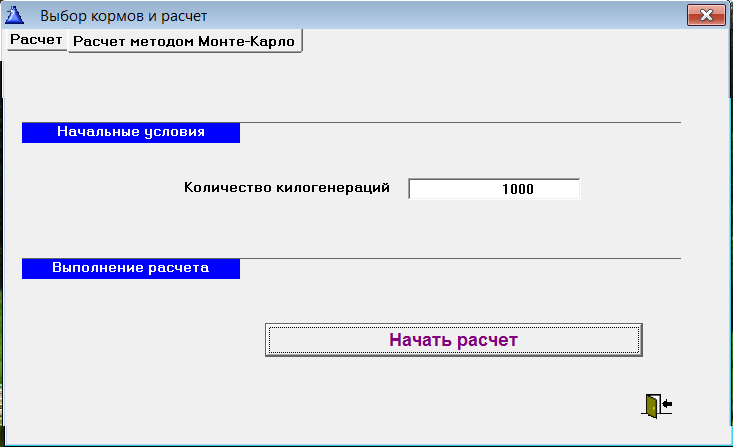 Выбор кормов и расчет
Расчет Расчет методом Монте-Карло
Начальные условия
Количество килогенераций 1000
Выполнение расчета
Начать расчет